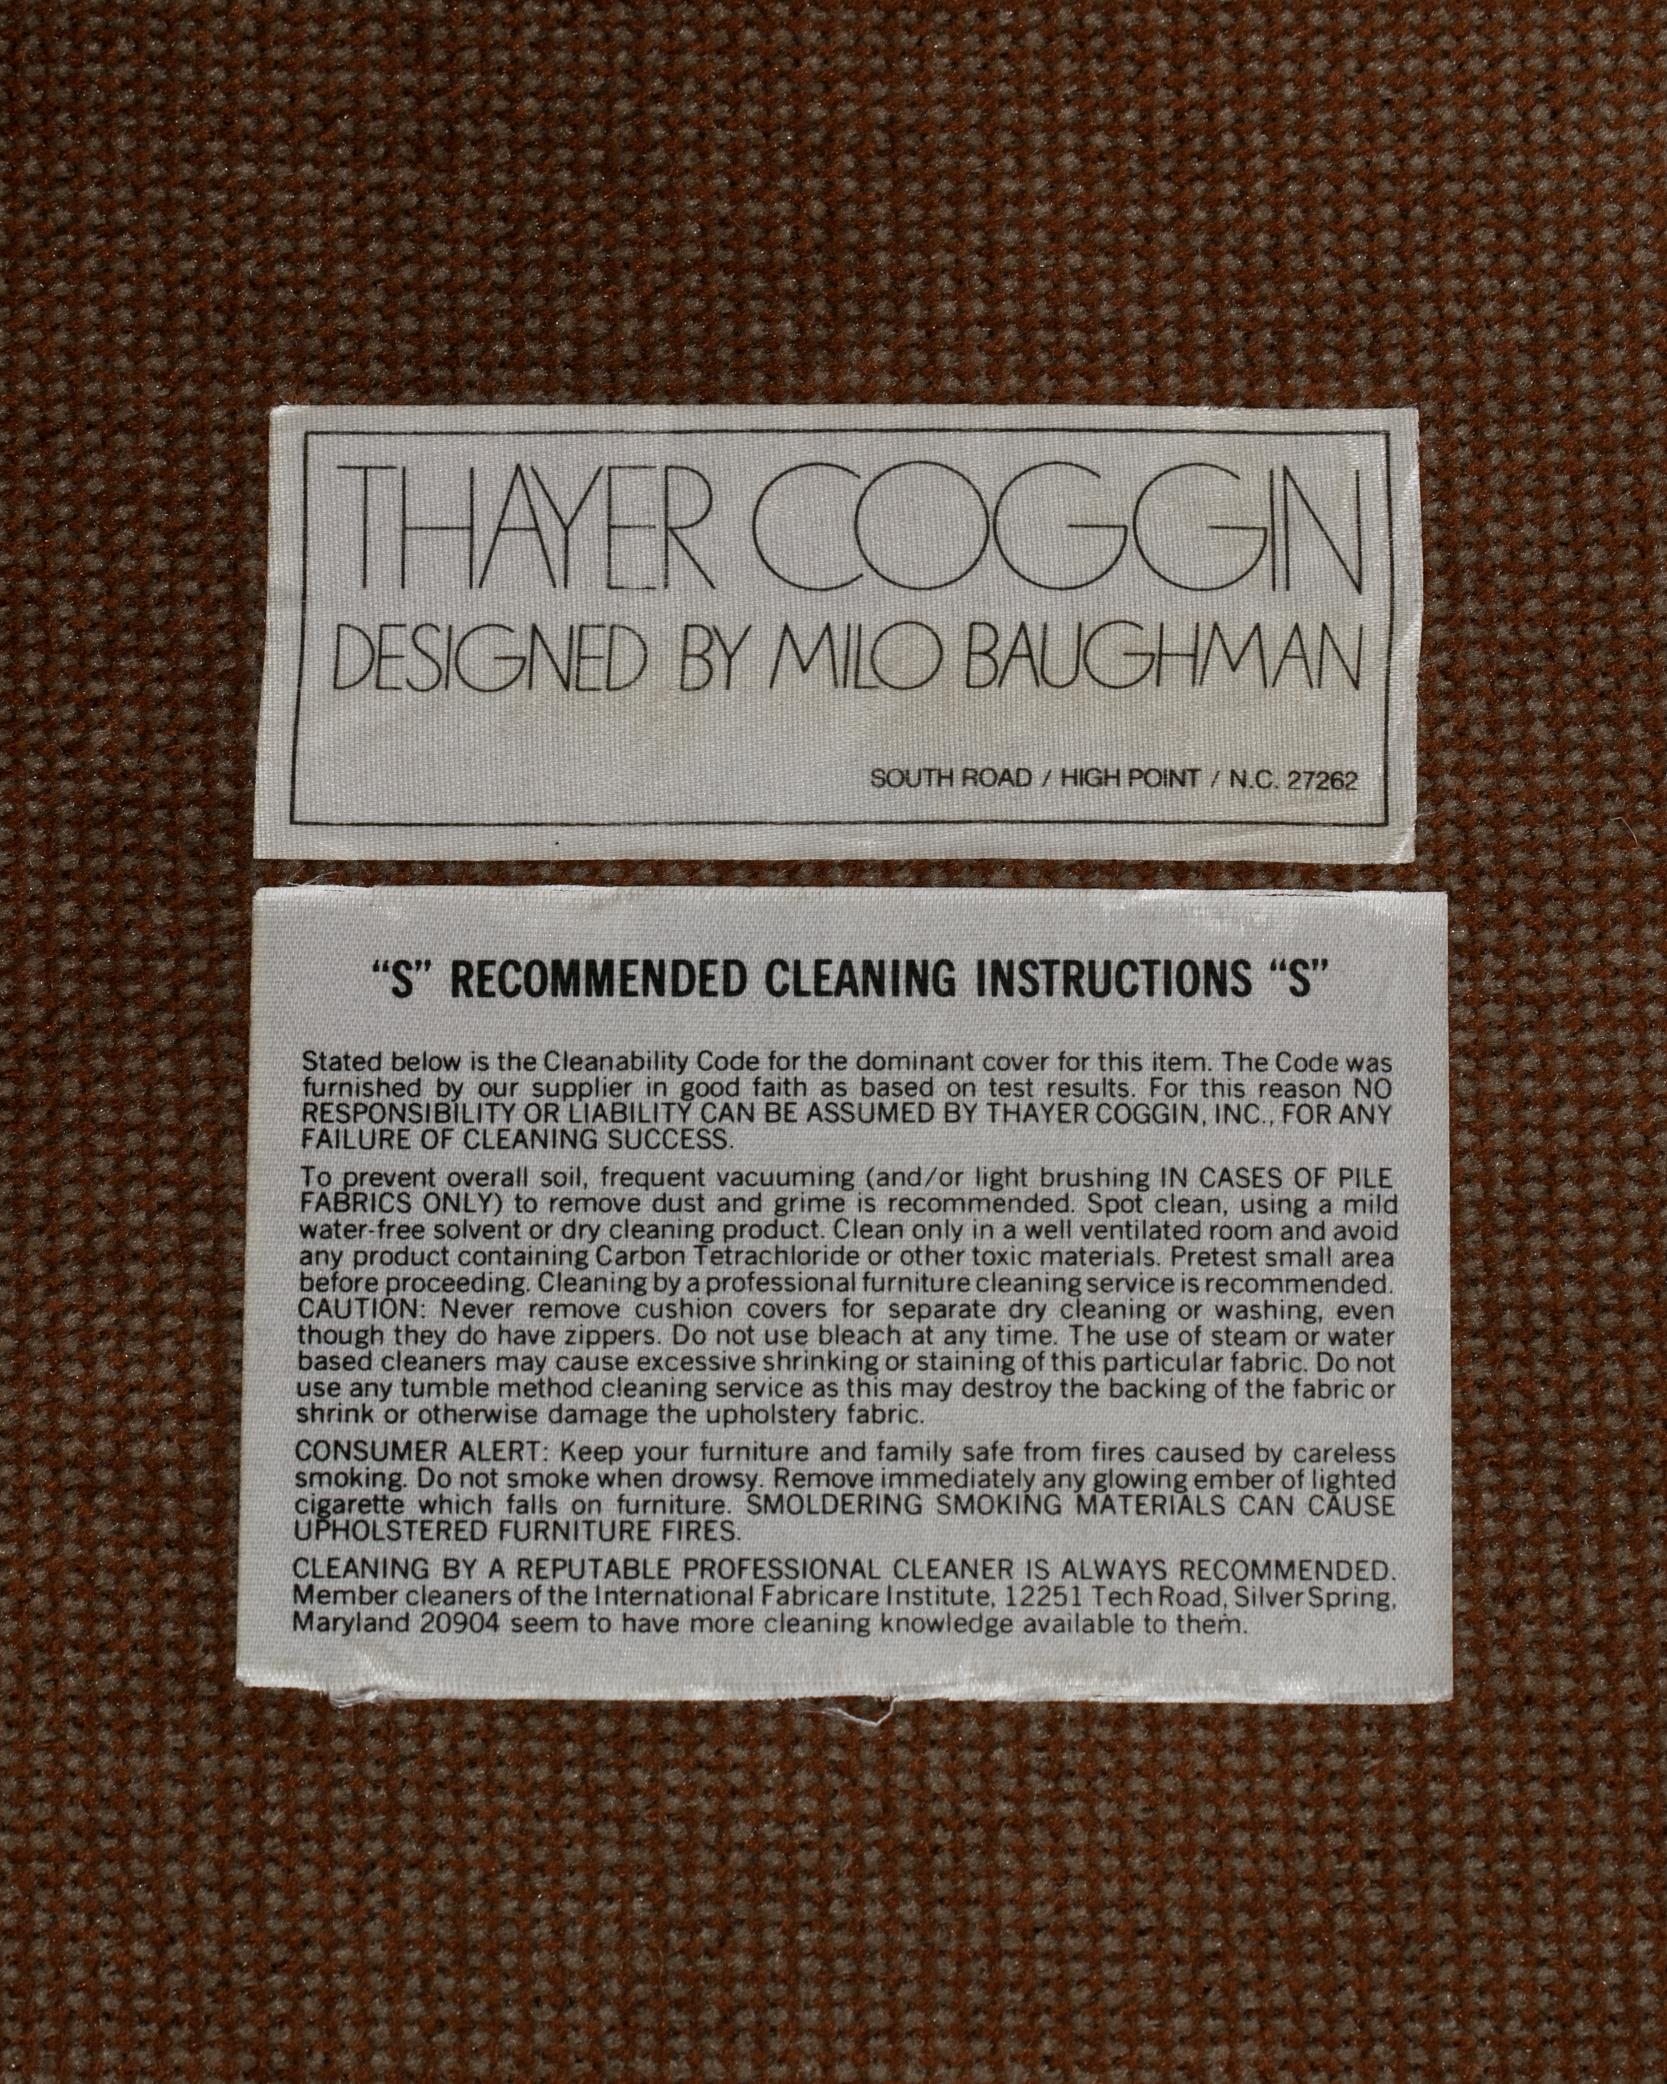 THAYER COGGIN
DESIGNED BY MILO BAUGHMAN
SOUTH ROAD / HIGH POINT / N.C. 27262
“S” RECOMMENDED CLEANING INSTRUCTIONS “S”
Stated below is the Cleanability Code for the dominant cover for this item. The Code was
furnished by our supplier in good faith as based on test results. For this reason NO
RESPONSIBILITY OR LIABILITY CAN BE ASSUMED BY THAYER COGGIN, INC., FOR ANY
FAILURE OF CLEANING SUCCESS.
To prevent overall soil, frequent vacuuming (and/or light brushing IN CASES OF PILE
FABRICS ONLY) to remove dust and grime is recommended. Spot clean, using a mild
water-free solvent or dry cleaning product. Clean only in a well ventilated room and avoid
any product containing Carbon Tetrachloride or other toxic materials. Pretest small area
before proceeding. Cleaning by a professional furniture cleaning service is recommended.
CAUTION: Never remove cushion covers for separate dry cleaning or washing, even
though they do have zippers. Do not use bleach at any time. The use of steam or water
based cleaners may cause excessive shrinking or staining of this particular fabric. Do not
use any tumble method cleaning service as this may destroy the backing of the fabric or
shrink or otherwise damage the upholstery fabric.
CONSUMER ALERT: Keep your furniture and family safe from fires caused by careless
smoking. Do not smoke when drowsy. Remove immediately any glowing ember of lighted
cigarette which falls on furniture. SMOLDERING SMOKING MATERIALS CAN CAUSE
UPHOLSTERED FURNITURE FIRES.
CLEANING BY A REPUTABLE PROFESSIONAL CLEANER IS ALWAYS RECOMMENDED.
Member cleaners of the International Fabricare Institute, 12251 Tech Road, Silver Spring,
Maryland 20904 seem to have more cleaning knowledge available to them.